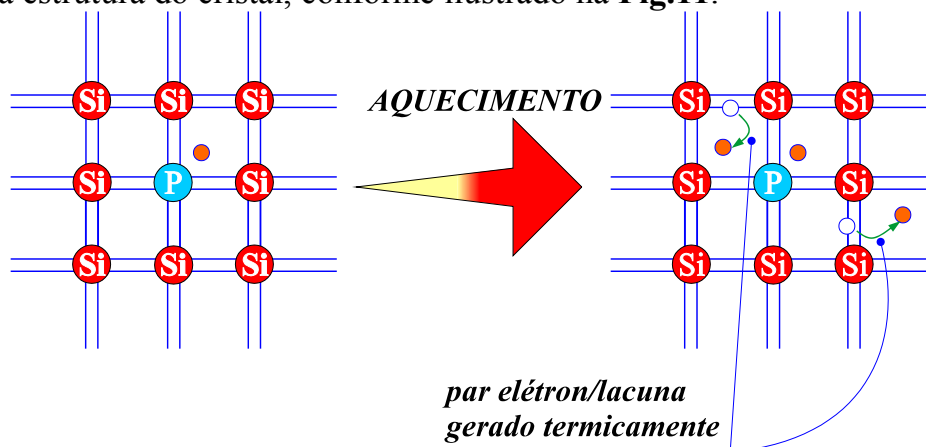 a estrutura do cristal, conforme ilustrado na Fig.11.
Si Si Si
Si P Si
Si Si Si
AQUECIMENTO
Si Si Si
Si P Si
Si Si Si
par elétron/lacuna
gerado termicamente